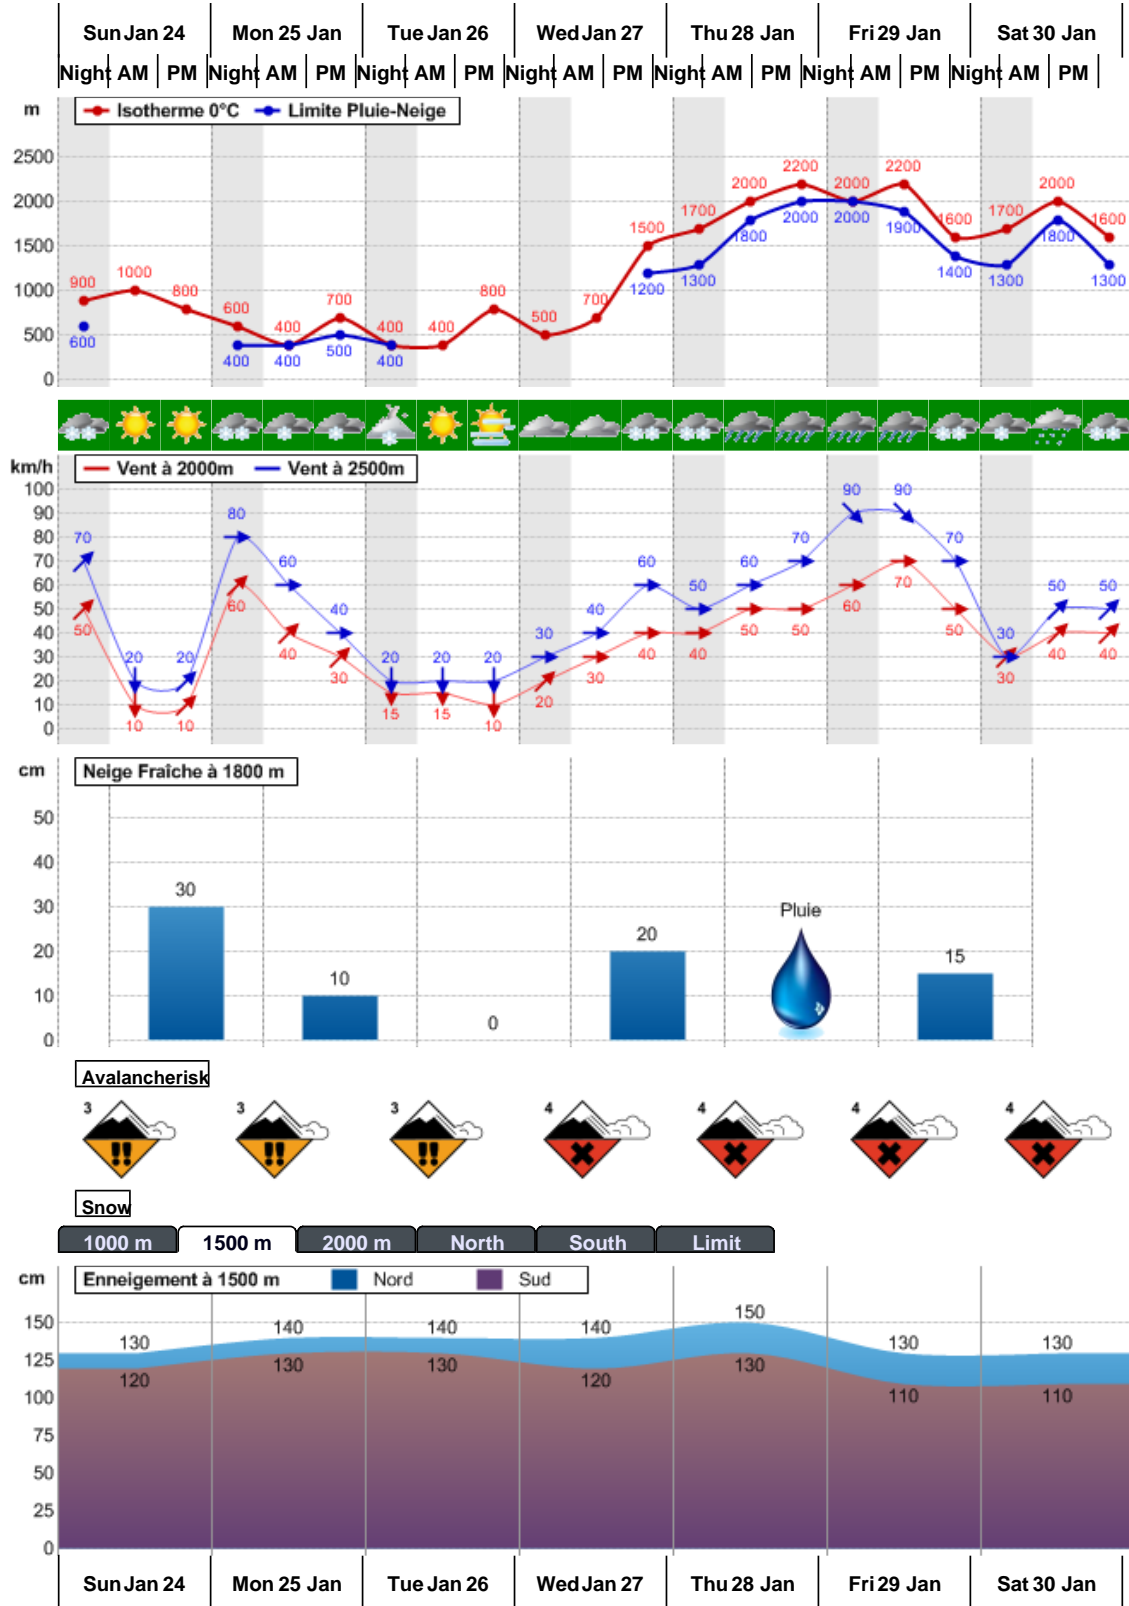 Sun Jan 24 Mon 25 Jan Tue Jan 26 Wed Jan 27 Thu 28 Jan Fri 29 Jan Sat 30 Jan
Night AM PM Night AM PM Night AM PM Night AM PM Night AM PM Night AM PM Night AM PM
m
Isotherme 0°C Limite Pluie-Neige
2500
2200 2200
2000 2000 2000 2000
1700 1600 1700 1600
1500 1500
2000 2000 1900 1800 1800
1400 1300 1300 1300 1200
1000 1000
900 800 600 400 700 400 400 800 500 700
500
600 400 400 500 400
0
km/h
Vent à 2000m Vent à 2500m
100
90 90 90
80 80
70 70 70 70
60 60 60 60
50 50 50 50
40 40 40
30 30 30
20 20 20 20 20 20
10
0
50 10 10 60 40 30 15 15 10 20 30 40 40 50 50 60 70 50 30 40 40
cm
Neige Fraîche à 1800 m
50
40
30 30
20 20
10 10
0 0
Pluie
15
Avalancherisk
3 3 3 4 4 4 4
Snow
1000 m 1500 m 2000 m North South Limit
cm
Enneigement à 1500 m Nord Sud
150 130 140 140 140 150 130 130
125 120 130 130 120 130 110 110
100
75
50
25
0
Sun Jan 24 Mon 25 Jan Tue Jan 26 Wed Jan 27 Thu 28 Jan Fri 29 Jan Sat 30 Jan